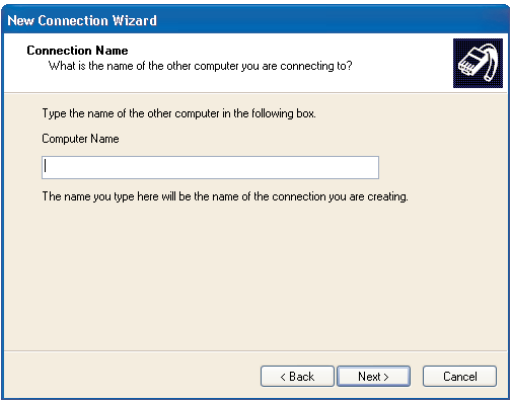 New Connection Wizard
Connection Name
What is the name of the other computer you are connecting to?
Type the name of the other computer in the following box.
Computer Name
The name you type here will be the name of the connection you are creating.
< Back Next > Cancel